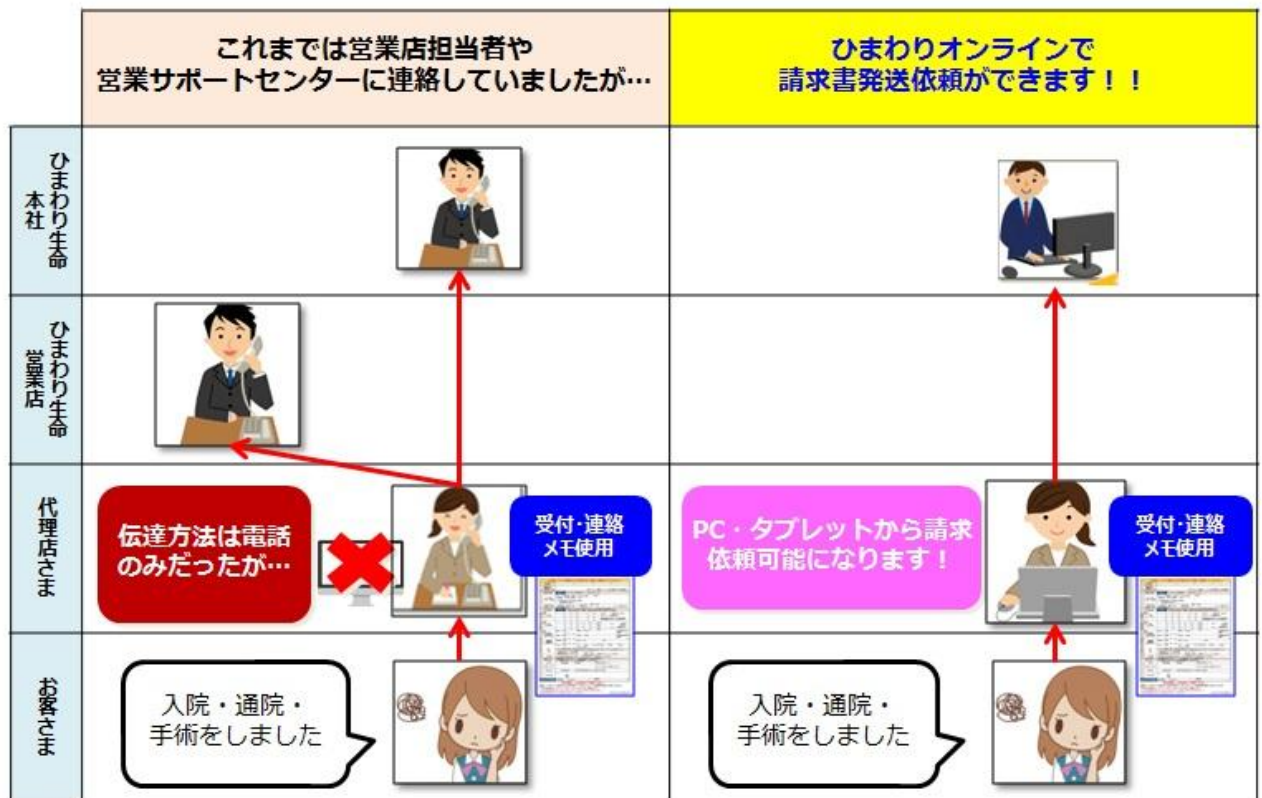 これまでは営業店担当者や
営業サポートセンターに連絡していましたが…
ひまわりオンラインで
請求書発送依頼ができます！！
ひまわり生命
本社
ひまわり生命
営業店
代理店さま
伝達方法は電話
のみだったが…
受付・連絡
メモ使用
PC・タブレットから請求
依頼可能になります！
受付・連絡
メモ使用
お客さま
入院・通院・
手術をしました
入院・通院・
手術をしました